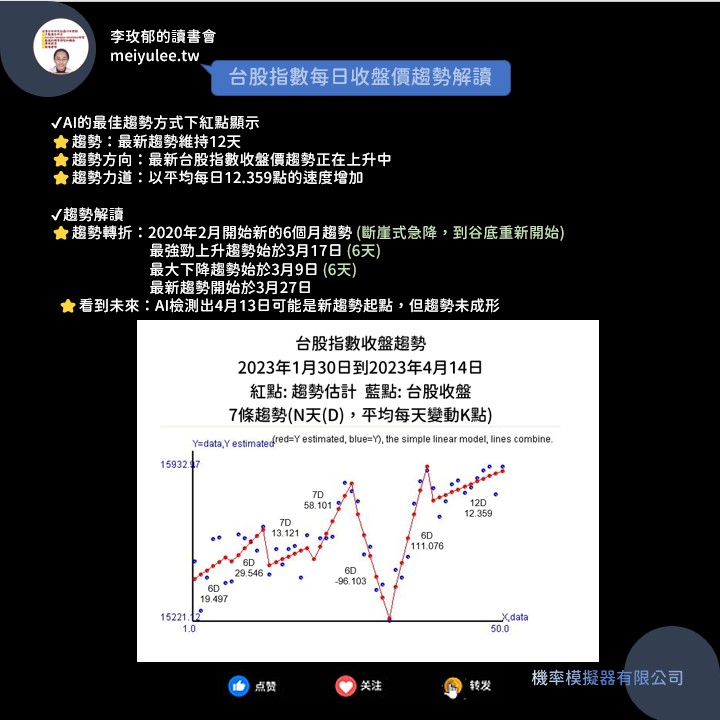 李玫郁的讀書會
meiyulee.tw
台股指數每日收盤價趨勢解讀
✓AI的最佳趨勢方式下紅點顯示
⭐趨勢：最新趨勢維持12天
⭐趨勢方向：最新台股指數收盤價趨勢正在上升中
⭐趨勢力道：以平均每日12.359點的速度增加
✓趨勢解讀
⭐趨勢轉折：2020年2月開始新的6個月趨勢 (斷崖式急降，到谷底重新開始)
最強勁上升趨勢始於3月17日 (6天)
最大下降趨勢始於3月9日 (6天)
最新趨勢開始於3月27日
⭐看到未來：AI檢測出4月13日可能是新趨勢起點，但趨勢未成形
台股指數收盤趨勢
2023年1月30日到2023年4月14日
紅點: 趨勢估計 藍點: 台股收盤
7條趨勢(N天(D)，平均每天變動K點)
(red=Y estimated, blue=Y), the simple linear model, lines combine.
Y=data,Y estimated
15932.97
7D
58.101
7D
13.121
12D
12.359
6D
111.076
6D
29.546
6D
-96.103
6D
19.497
15221.12
X,data
1.0
50.0
機率模擬器有限公司
点赞
关注
转发